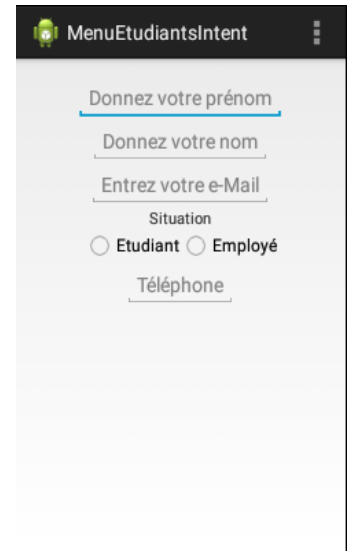 MenuEtudiantsIntent
Donnez votre prénom
Donnez votre nom
Entrez votre e-Mail
Situation
Etudiant Employé
Téléphone